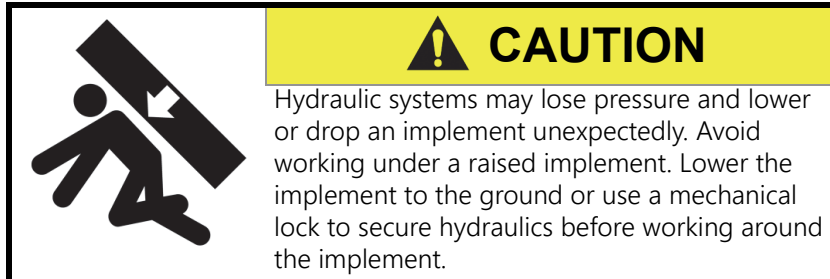 CAUTION
Hydraulic systems may lose pressure and lower
or drop an implement unexpectedly. Avoid
working under a raised implement. Lower the
implement to the ground or use a mechanical
lock to secure hydraulics before working around
the implement.